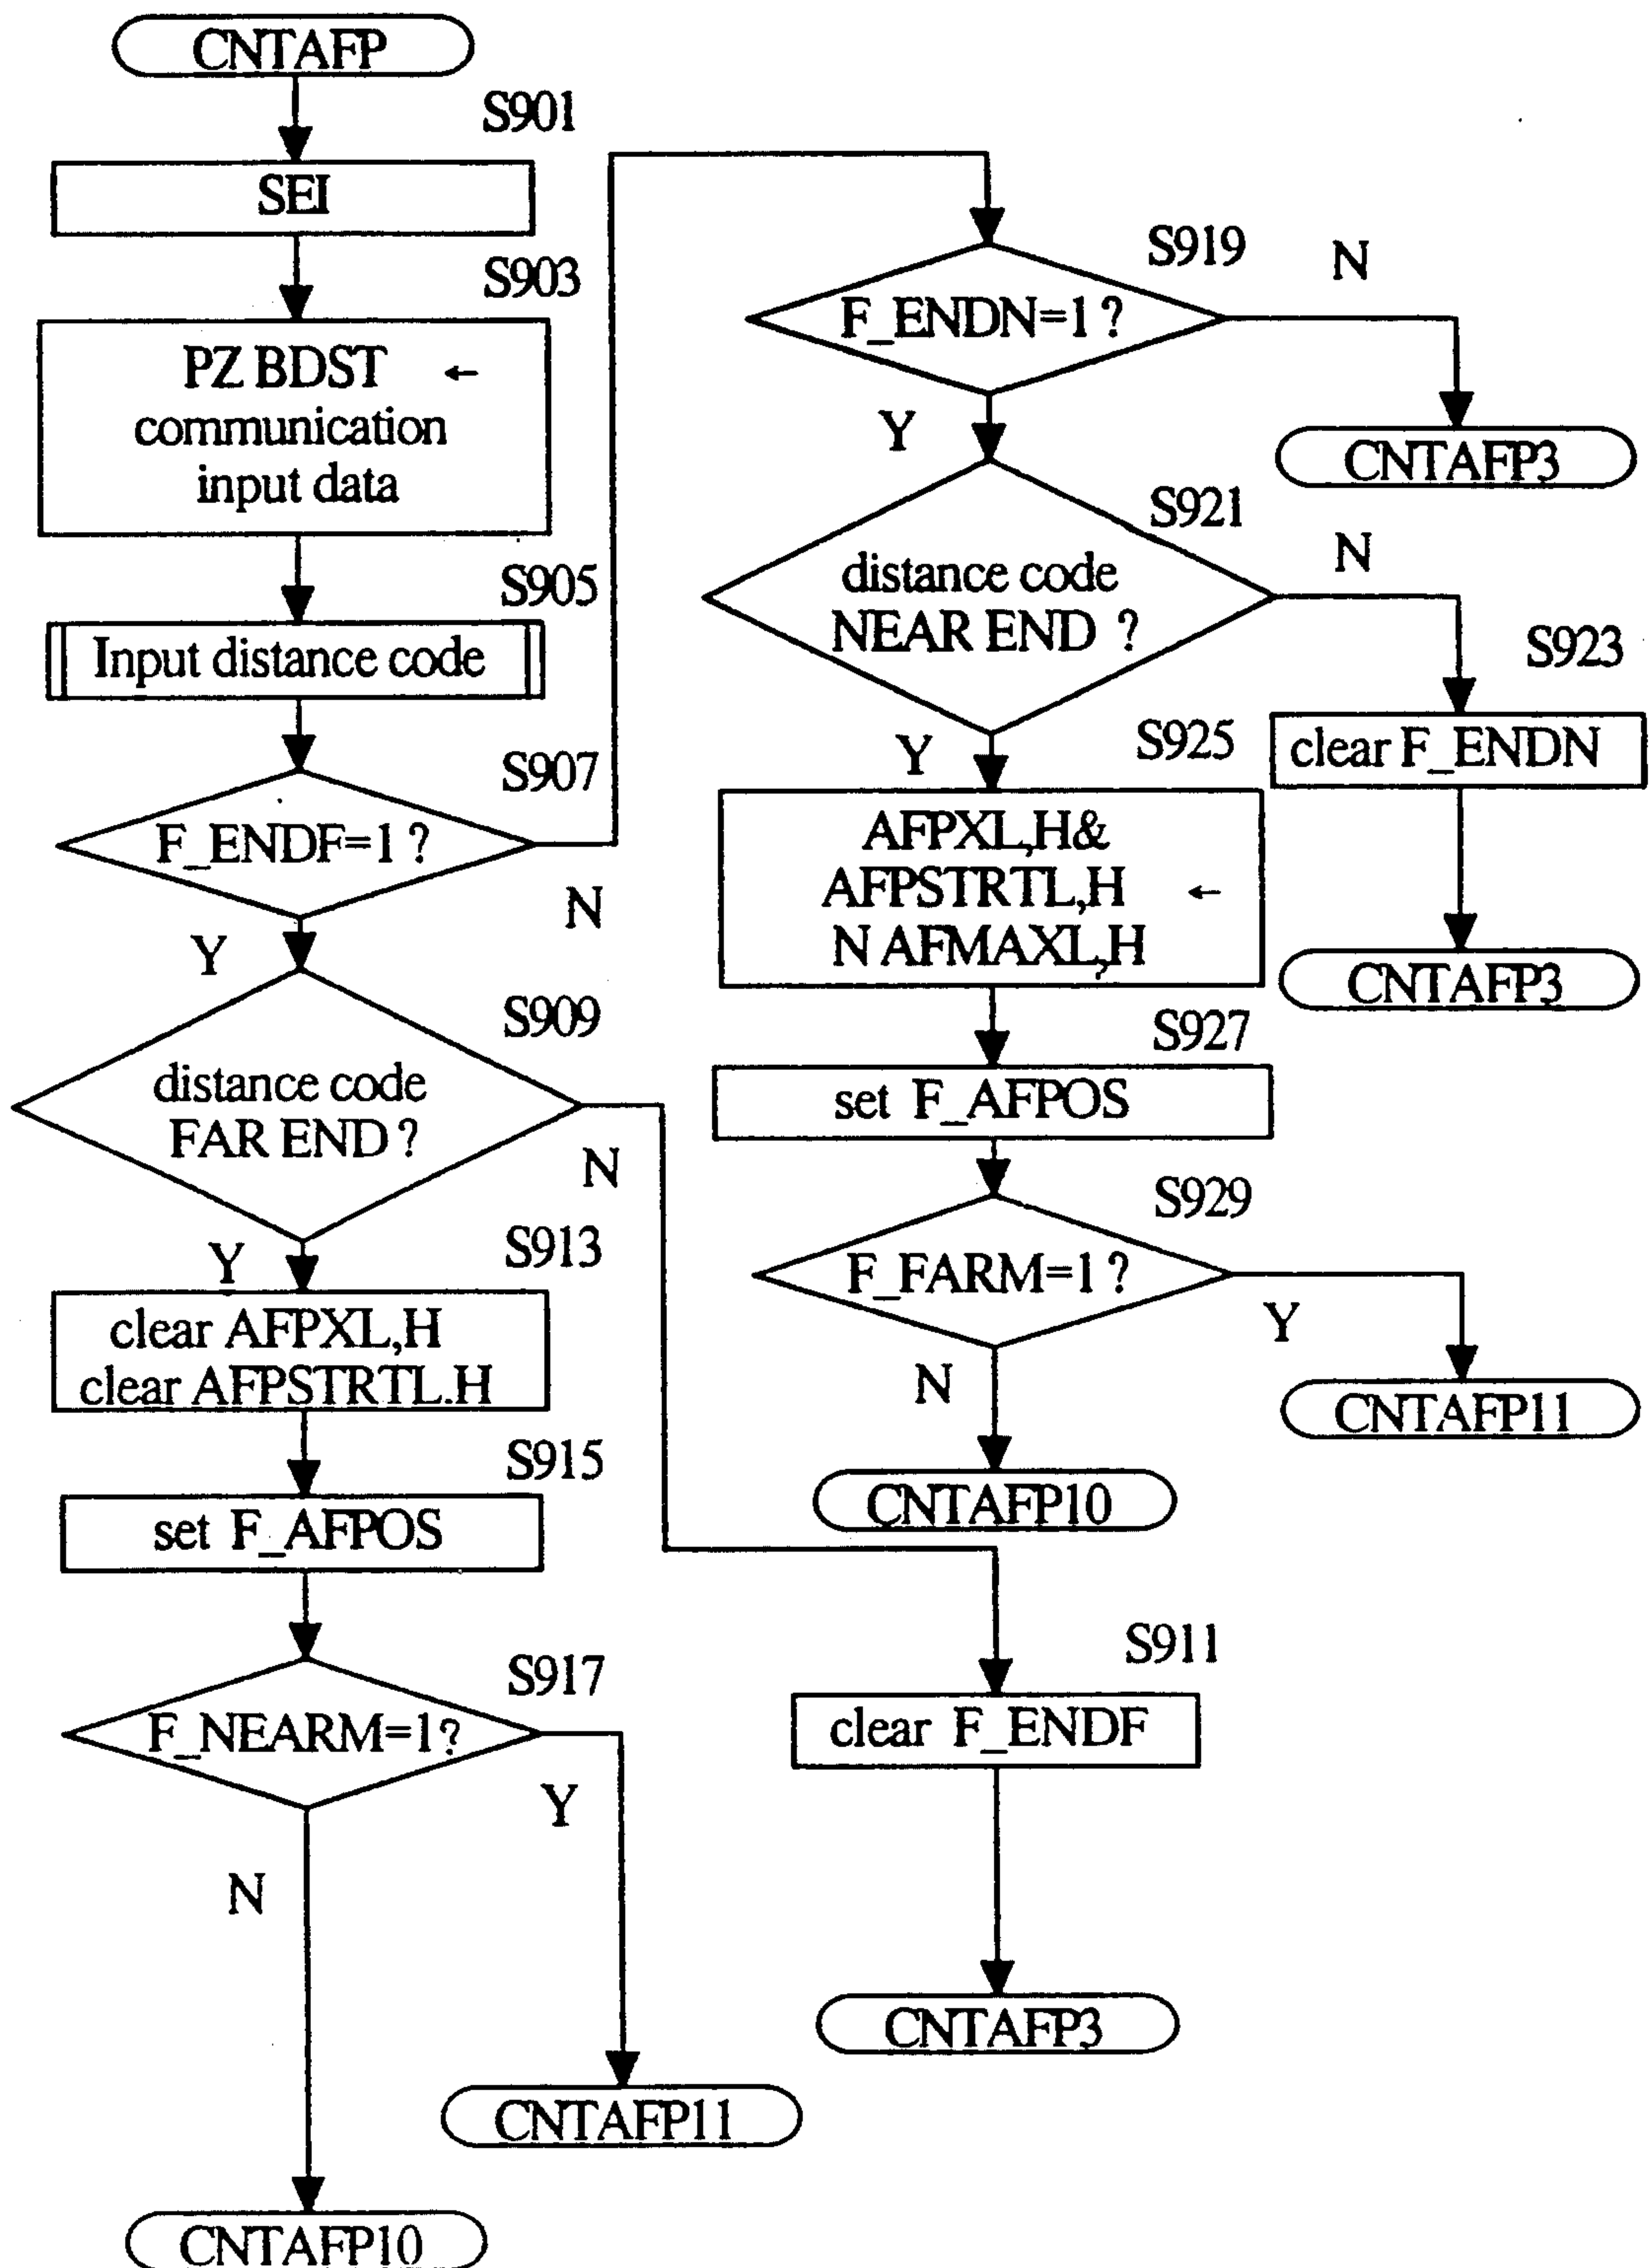 CNTAFP
S901
SEI
S903
PZ BDST ←
communication
input data
S905
Input distance code
S907
F_ENDF=1 ?
N
Y
S909
distance code
FAR END ?
N
Y
S913
clear AFPXL,H
clear AFPSTRTL.H
S915
set F_AFPOS
S917
F_NEARM=1?
Y
N
CNTAFP11
CNTAFP10
S919
N
F_ENDN=1 ?
Y
CNTAFP3
S921
N
distance code
NEAR END ?
S923
Y
S925
clear F_ENDN
AFPXL,H&
AFPSTRTL,H ←
N AFMAXL,H
CNTAFP3
S927
set F_AFPOS
S929
F_FARM=1 ?
Y
N
CNTAFP11
CNTAFP10
S911
clear F_ENDF
CNTAFP3